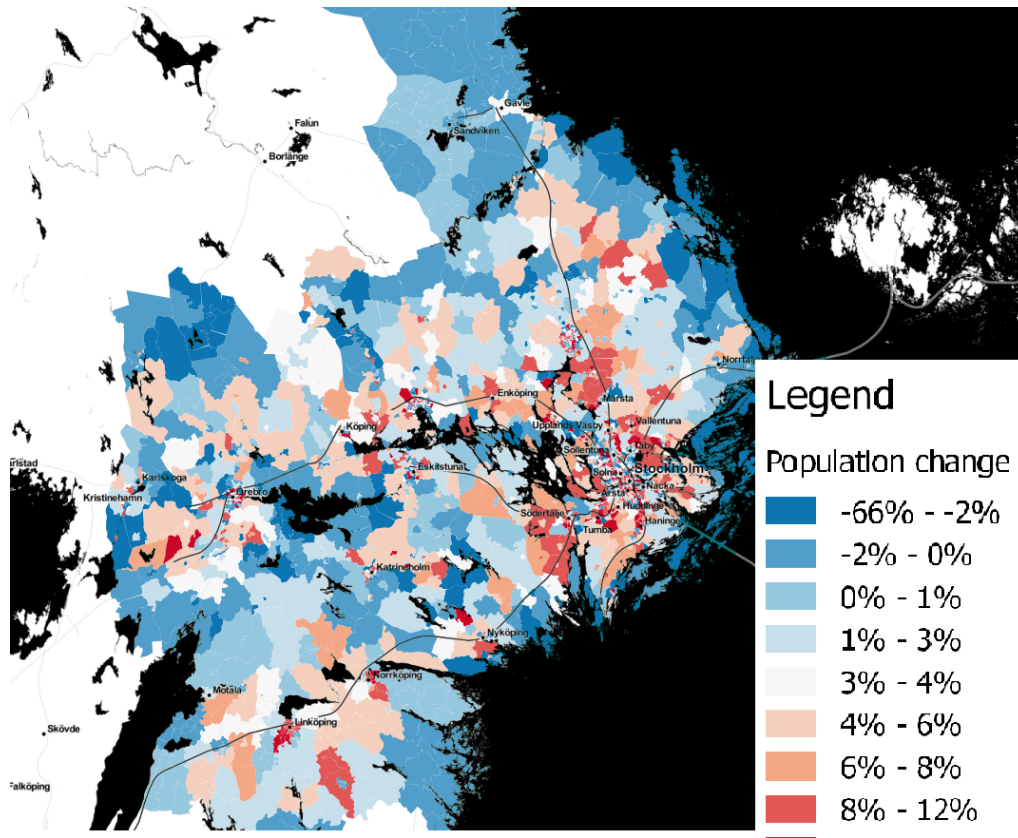 Gävle
Sandviken
Falun
Borlänge
Norrtälj
Enköping
Märsta
Upplands Väsby
Vallentuna
Köping
Sollentuna
Täby
Eskilstuna
Solna
Stockholm
Karlskoga
Nacka
Kristinehamn
Örebro
Årsta
Huddinge
Södertälje
Haninge
Tumba
Katrineholm
Nyköping
Norrköping
Motala
Linköping
Skövde
Falköping
arlstad
Legend
Population change
-66% - -2%
-2% - 0%
0% - 1%
1% - 3%
3% - 4%
4% - 6%
6% - 8%
8% - 12%